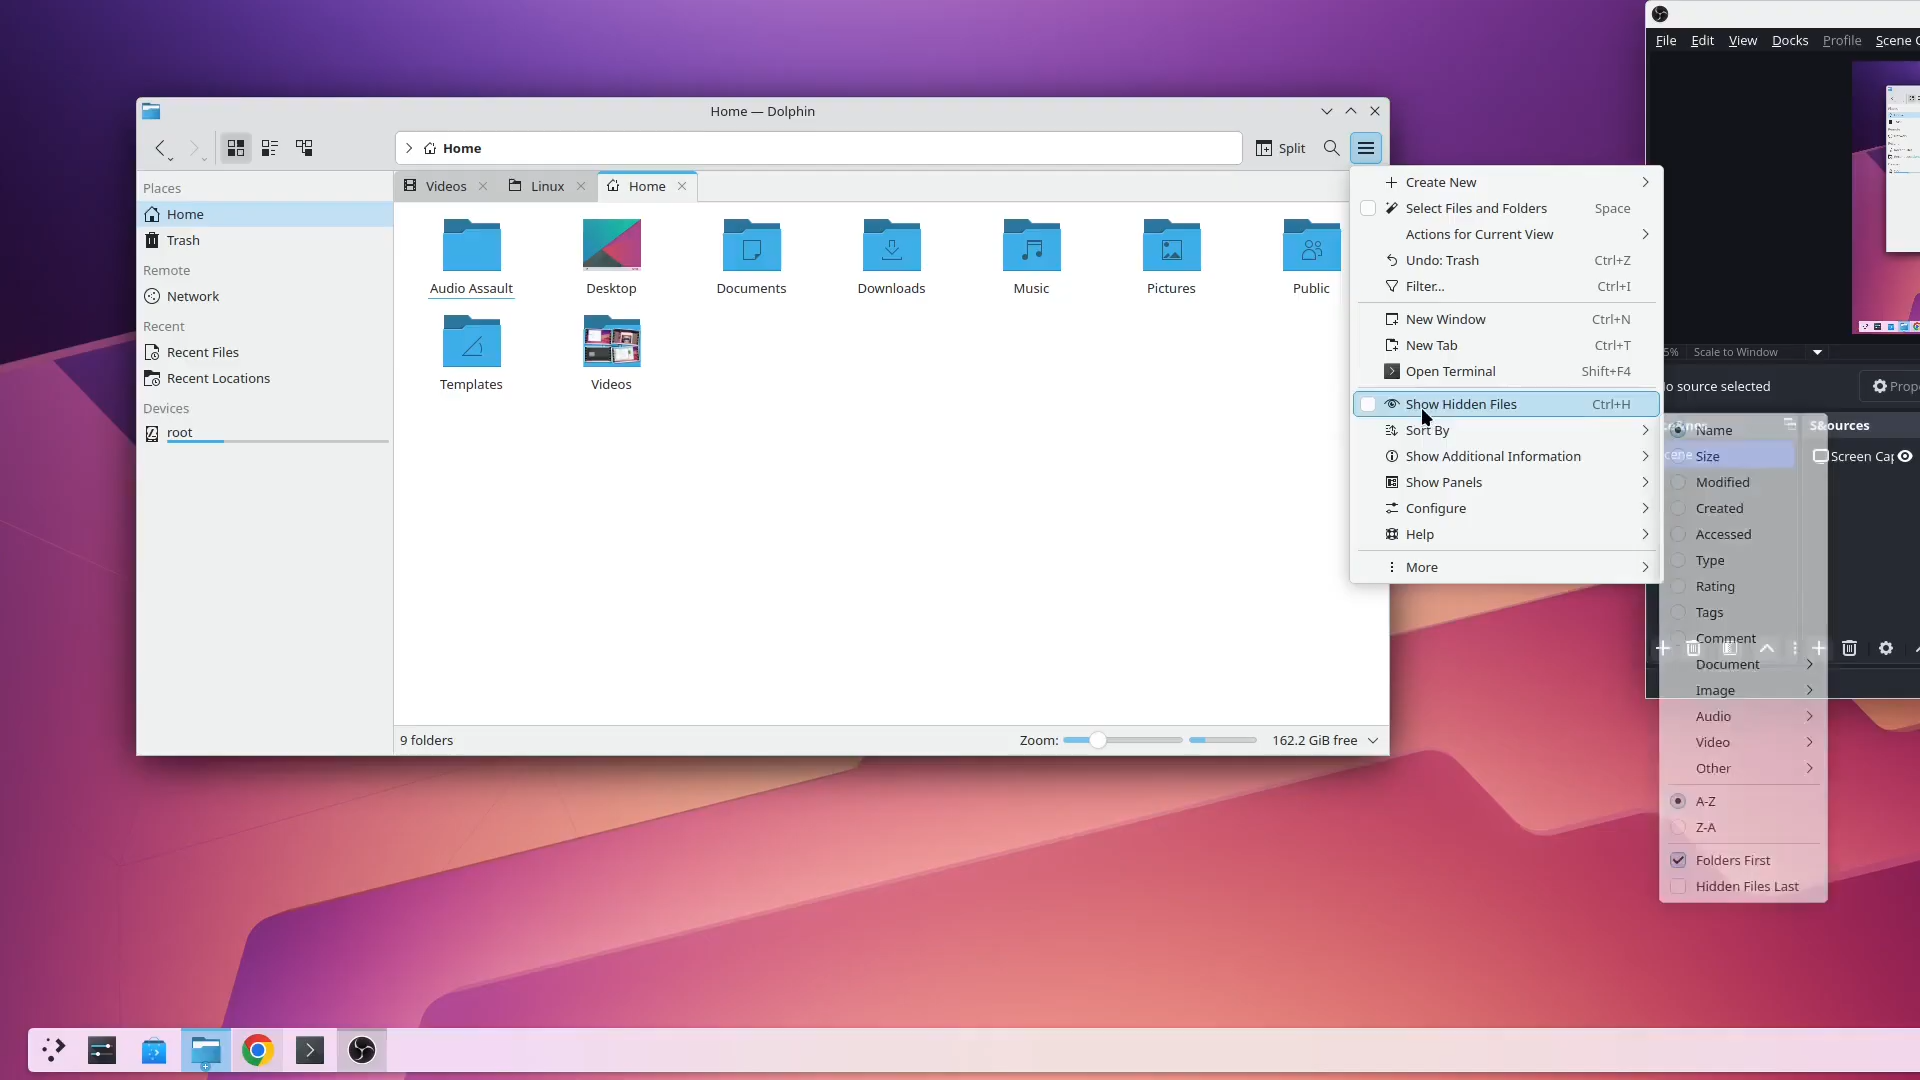 Home — Dolphin
Home
Split
Videos
Linux
Home
Places
Home
Trash
Remote
Network
Recent
Recent Files
Recent Locations
Devices
root
Audio Assault
Desktop
Documents
Downloads
Music
Pictures
Public
Templates
Videos
9 folders
Zoom:
162.2 GiB free
Create New
Select Files and Folders Space
Actions for Current View
Undo: Trash Ctrl+Z
Filter... Ctrl+I
New Window Ctrl+N
New Tab Ctrl+T
Open Terminal Shift+F4
Show Hidden Files Ctrl+H
Sort By
Show Additional Information
Show Panels
Configure
Help
More
Name
Size
Modified
Created
Accessed
Type
Rating
Tags
Comment
Document
Image
Audio
Video
Other
A-Z
Z-A
Folders First
Hidden Files Last
File Edit View Docks Profile Scene C
5% Scale to Window
o source selected
Prop
S&ources
cene
Screen Cap